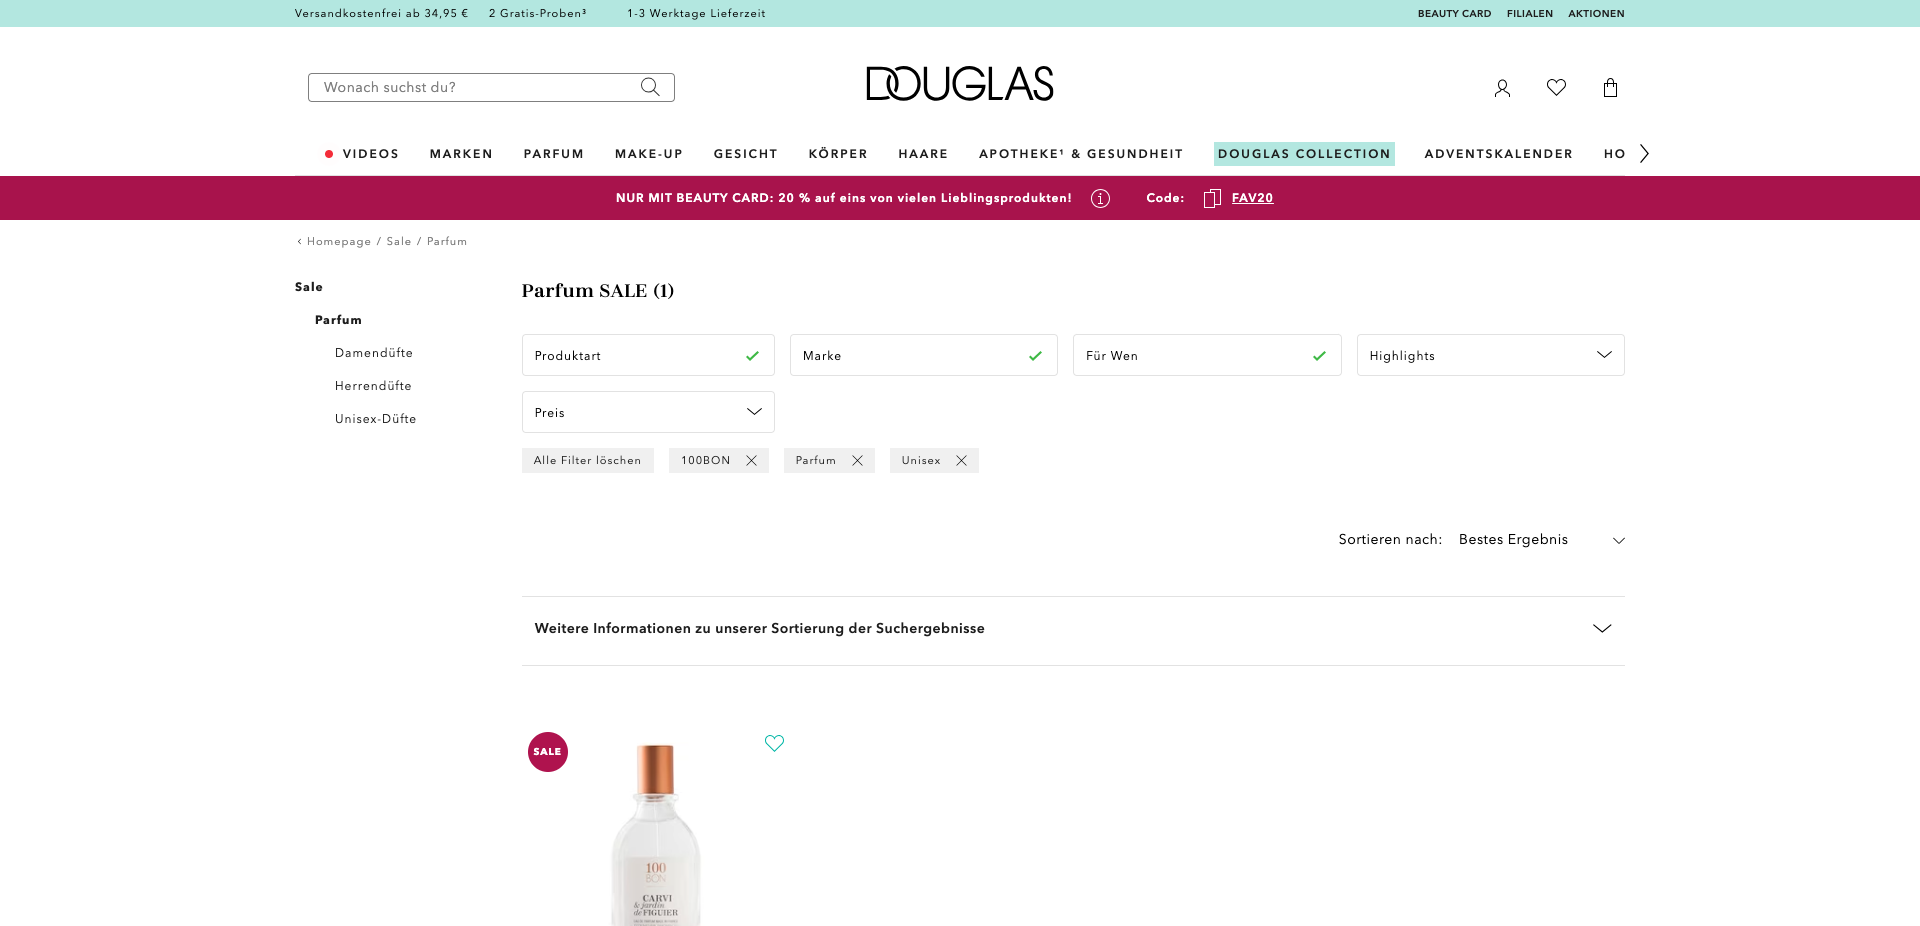 Versandkostenfrei ab 34,95 € 2 Gratis-Proben³ 1-3 Werktage Lieferzeit BEAUTY CARD FILIALEN AKTIONEN
Wonach suchst du?
DOUGLAS
VIDEOS MARKEN PARFUM MAKE-UP GESICHT KÖRPER HAARE APOTHEKE¹ & GESUNDHEIT DOUGLAS COLLECTION ADVENTSKALENDER HO
NUR MIT BEAUTY CARD: 20 % auf eins von vielen Lieblingsprodukten! Code: FAV20
Homepage / Sale / Parfum
Sale
Parfum
Damendüfte
Herrendüfte
Unisex-Düfte
Parfum SALE (1)
Produktart Marke Für Wen Highlights
Preis
Alle Filter löschen 100BON Parfum Unisex
Sortieren nach: Bestes Ergebnis
Weitere Informationen zu unserer Sortierung der Suchergebnisse
SALE
100
BON
CARVI
& jardin
de FIGUIER